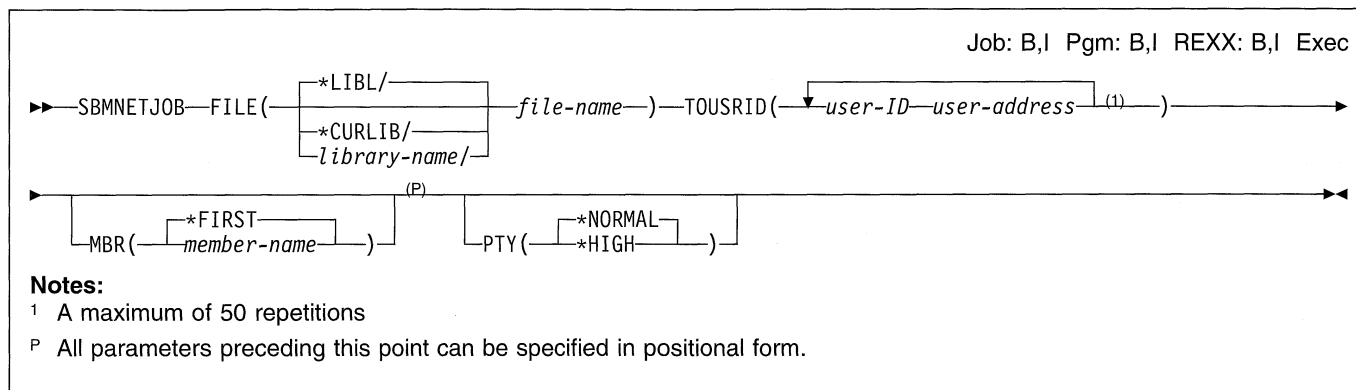 Job: B,I Pgm: B,I REXX: B,I Exec
*LIBL/
SBMNETJOB FILE( file-name ) TOUSRID( user-ID user-address (1) )
*CURLIB/
library-name/
(P)
*FIRST *NORMAL
MBR( member-name ) PTY( *HIGH )
Notes:
1 A maximum of 50 repetitions
P All parameters preceding this point can be specified in positional form.